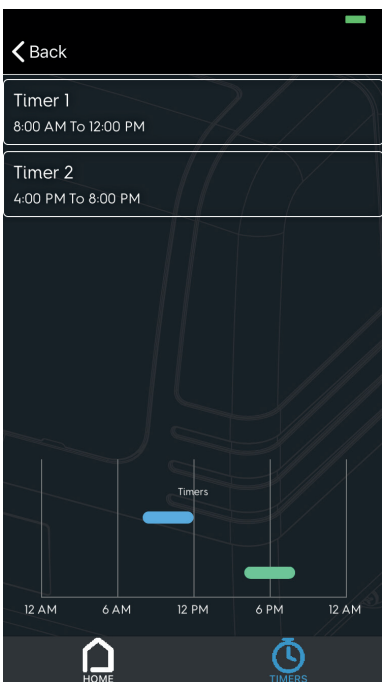 Back
Timer 1
8:00 AM To 12:00 PM
Timer 2
4:00 PM To 8:00 PM
Timers
12 AM 6 AM 12 PM 6 PM 12 AM
HOME TIMERS